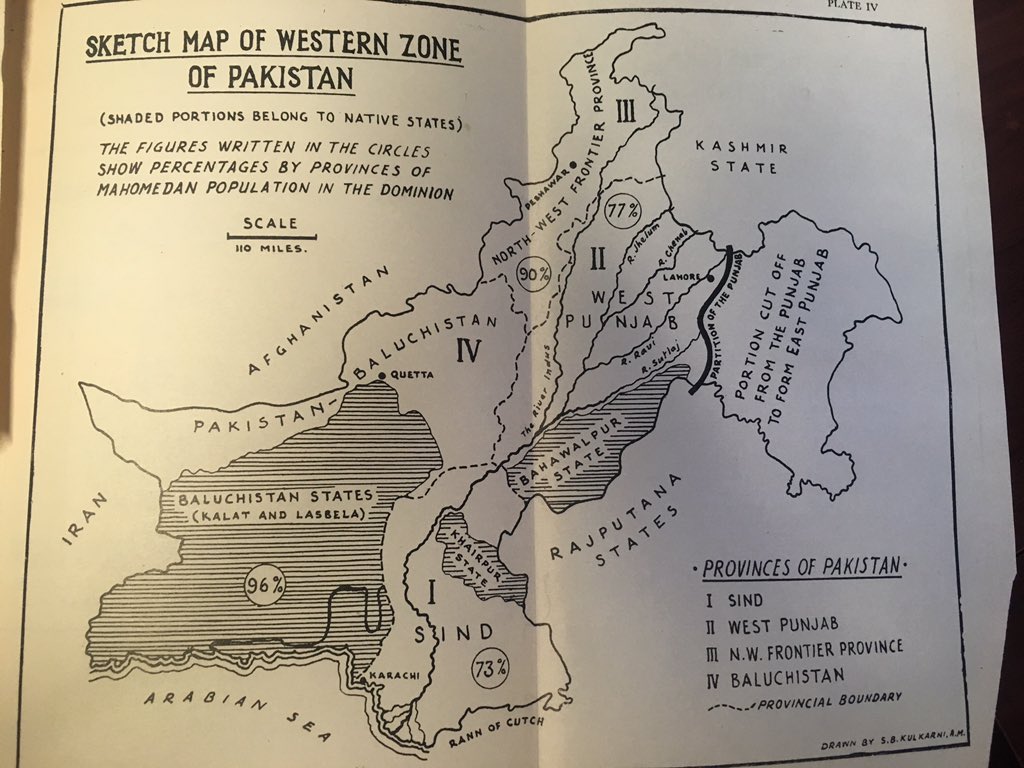 PLATE IV
SKETCH MAP OF WESTERN ZONE
OF PAKISTAN
(SHADED PORTIONS BELONG TO NATIVE STATES)
THE FIGURES WRITTEN IN THE CIRCLES
SHOW PERCENTAGES BY PROVINCES OF
MAHOMEDAN POPULATION IN THE DOMINION
SCALE
110 MILES.
III
KASHMIR
STATE
PESHAWAR
NORTH-WEST FRONTIER PROVINCE
77%
90%
II
WEST
PUNJAB
R. Jhelum
R. Chenab
LAHORE
R. Ravi
R. Sutlaj
The River Indus
PARTITION OF THE PUNJAB
PORTION CUT OFF
FROM THE PUNJAB
TO FORM EAST PUNJAB
AFGHANISTAN
PAKISTAN-BALUCHISTAN
IV
QUETTA
IRAN
BALUCHISTAN STATES
(KALAT AND LASBELA)
96%
BAHAWALPUR
STATE
RAJPUTANA
STATES
KHAIRPUR
STATE
I
SIND
73%
KARACHI
ARABIAN SEA
RANN OF CUTCH
· PROVINCES OF PAKISTAN ·
I SIND
II WEST PUNJAB
III N.W. FRONTIER PROVINCE
IV BALUCHISTAN
PROVINCIAL BOUNDARY
DRAWN BY S.B. KULKARNI, A.M.